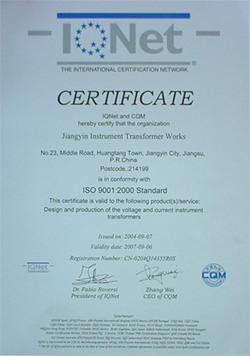 IQNet
THE INTERNATIONAL CERTIFICATION NETWORK
CERTIFICATE
IQNet and CQM
hereby certify that the organization
Jiangyin Instrument Transformer Works
No.23, Middle Road, Huangtang Town, Jiangyin City, Jiangsu,
P.R.China
Postcode.:214199
is in conformity with
ISO 9001:2000 Standard
This certificate is valid to the following product(s)/service:
Design and production of the voltage and current instrument
transformers
Issued on: 2004-09-07
Validity date: 2007-09-06
Registration Number: CN-0204Q14355R0S
IQNet
CQM
Dr. Fabio Roversi
President of IQNet
Zhang Wei
CEO of CQM